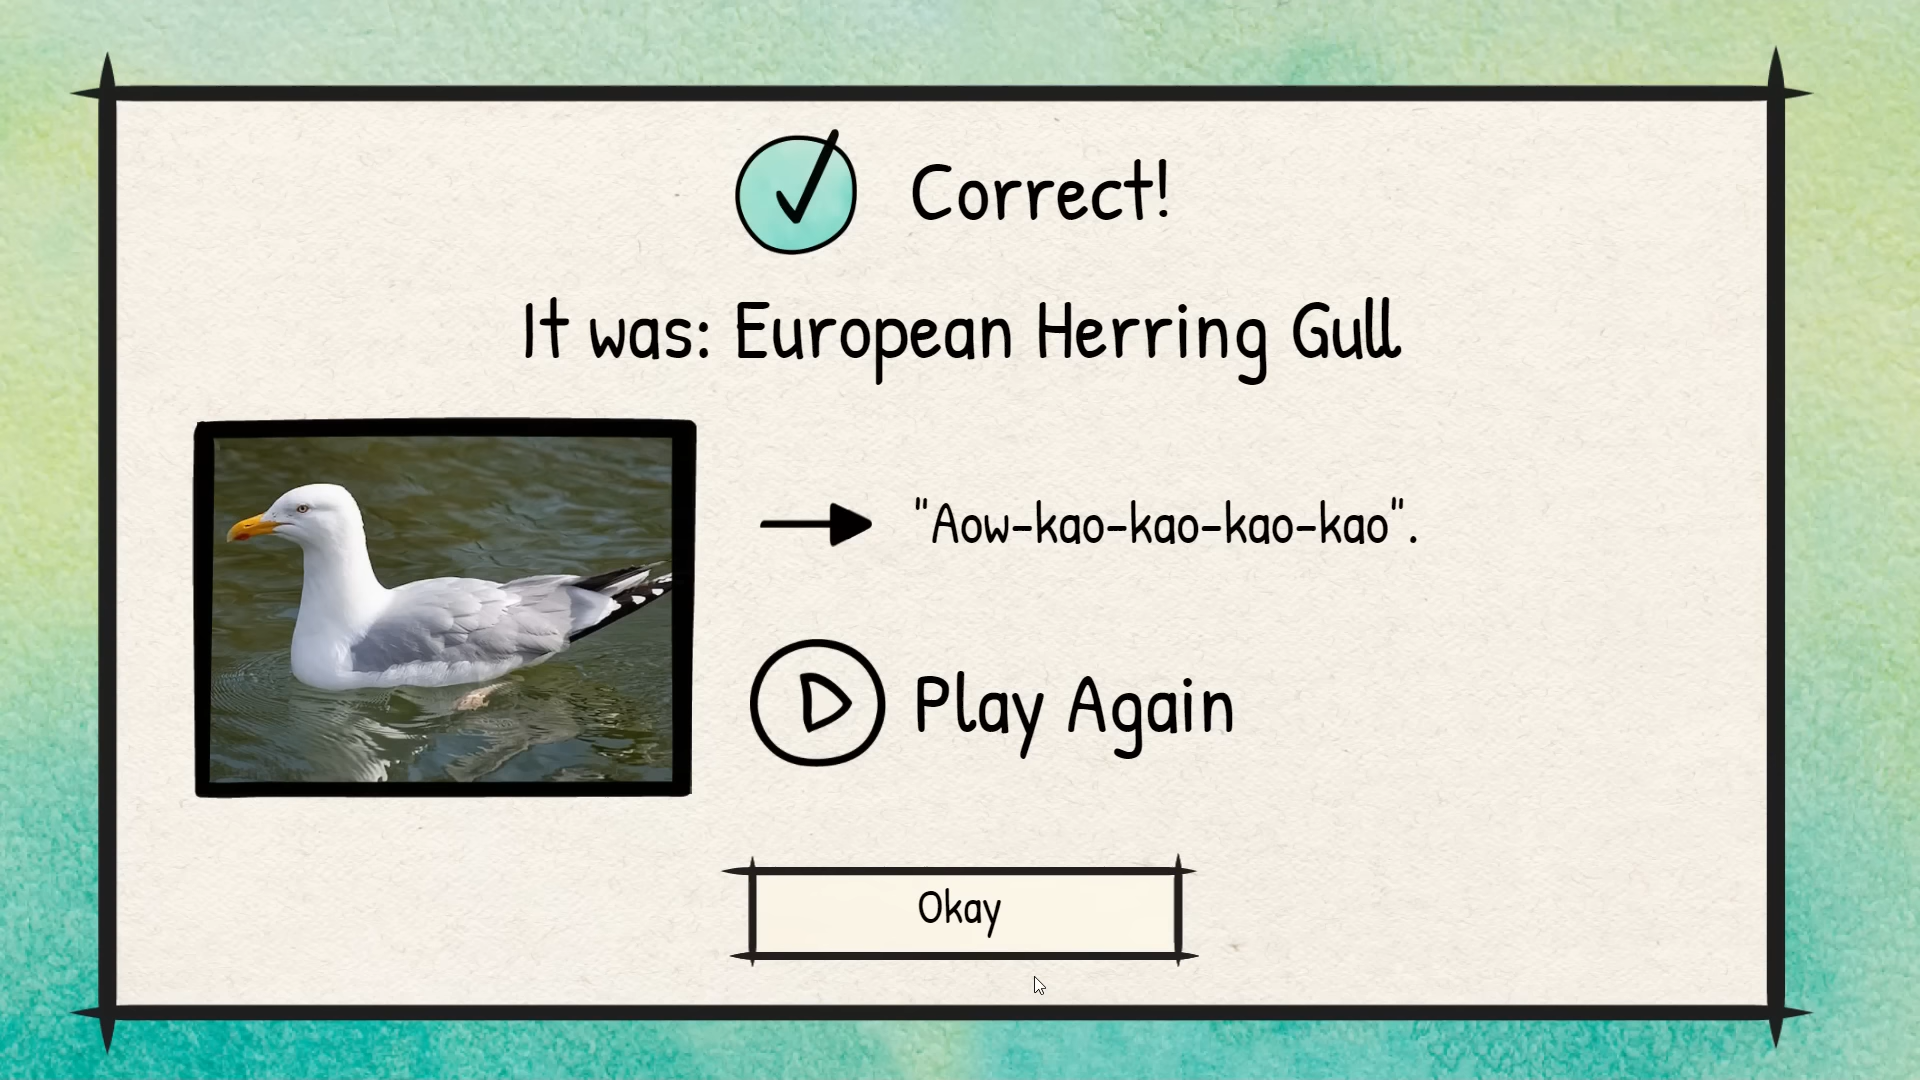 Correct!
It was: European Herring Gull
"Aow-kao-kao-kao-kao".
Play Again
Okay